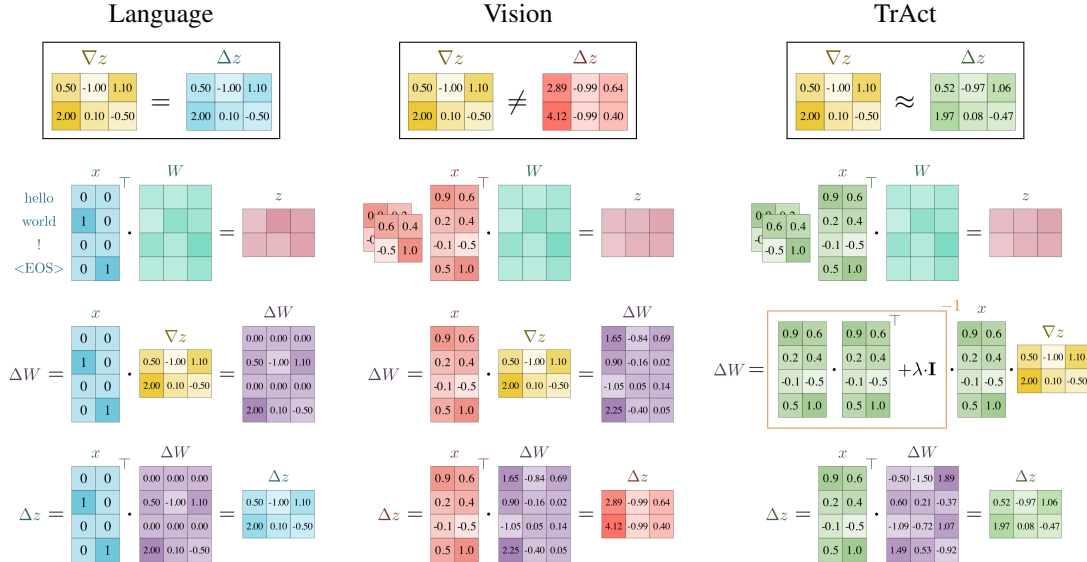 Language Vision TrAct
∇z Δz ∇z Δz ∇z Δz
0.50 -1.00 1.10 = 0.50 -1.00 1.10 0.50 -1.00 1.10 ≠ 2.89 -0.99 0.64 0.50 -1.00 1.10 ≈ 0.52 -0.97 1.06
2.00 0.10 -0.50 2.00 0.10 -0.50 2.00 0.10 -0.50 4.12 -0.99 0.40 2.00 0.10 -0.50 1.97 0.08 -0.47
x ⊤ W z x ⊤ W z x ⊤ W z
hello 0 0 0.9 0.6 0.9 0.6
world 1 0 · = 0.6 0.4 0.2 0.4 · = 0.6 0.4 0.2 0.4 · =
! 0 0 -0.5 1.0 -0.1 -0.5 -0.5 1.0 -0.1 -0.5
<EOS> 0 1 0.5 1.0 0.5 1.0
x ∇z ΔW x ∇z ΔW ⊤ -1 x ∇z
0 0 0.00 0.00 0.00 0.9 0.6 1.65 -0.84 0.69 0.9 0.6 0.9 0.6 0.9 0.6
ΔW = 1 0 · 0.50 -1.00 1.10 = 0.50 -1.00 1.10 ΔW = 0.2 0.4 · 0.50 -1.00 1.10 = 0.90 -0.16 0.02 ΔW = 0.2 0.4 · 0.2 0.4 +λ·I · 0.2 0.4 · 0.50 -1.00 1.10
0 0 2.00 0.10 -0.50 0.00 0.00 0.00 -0.1 -0.5 2.00 0.10 -0.50 -1.05 0.05 0.14 -0.1 -0.5 -0.1 -0.5 -0.1 -0.5 2.00 0.10 -0.50
0 1 2.00 0.10 -0.50 0.5 1.0 2.25 -0.40 0.05 0.5 1.0 0.5 1.0 0.5 1.0
x ⊤ ΔW Δz x ⊤ ΔW Δz x ⊤ ΔW Δz
0 0 0.00 0.00 0.00 0.9 0.6 1.65 -0.84 0.69 0.9 0.6 -0.50 -1.50 1.89
Δz = 1 0 · 0.50 -1.00 1.10 = 0.50 -1.00 1.10 Δz = 0.2 0.4 · 0.90 -0.16 0.02 = 2.89 -0.99 0.64 Δz = 0.2 0.4 · 0.60 0.21 -0.37 = 0.52 -0.97 1.06
0 0 0.00 0.00 0.00 2.00 0.10 -0.50 -0.1 -0.5 -1.05 0.05 0.14 4.12 -0.99 0.40 -0.1 -0.5 -1.09 -0.72 1.07 1.97 0.08 -0.47
0 1 2.00 0.10 -0.50 0.5 1.0 2.25 -0.40 0.05 0.5 1.0 1.49 0.53 -0.92